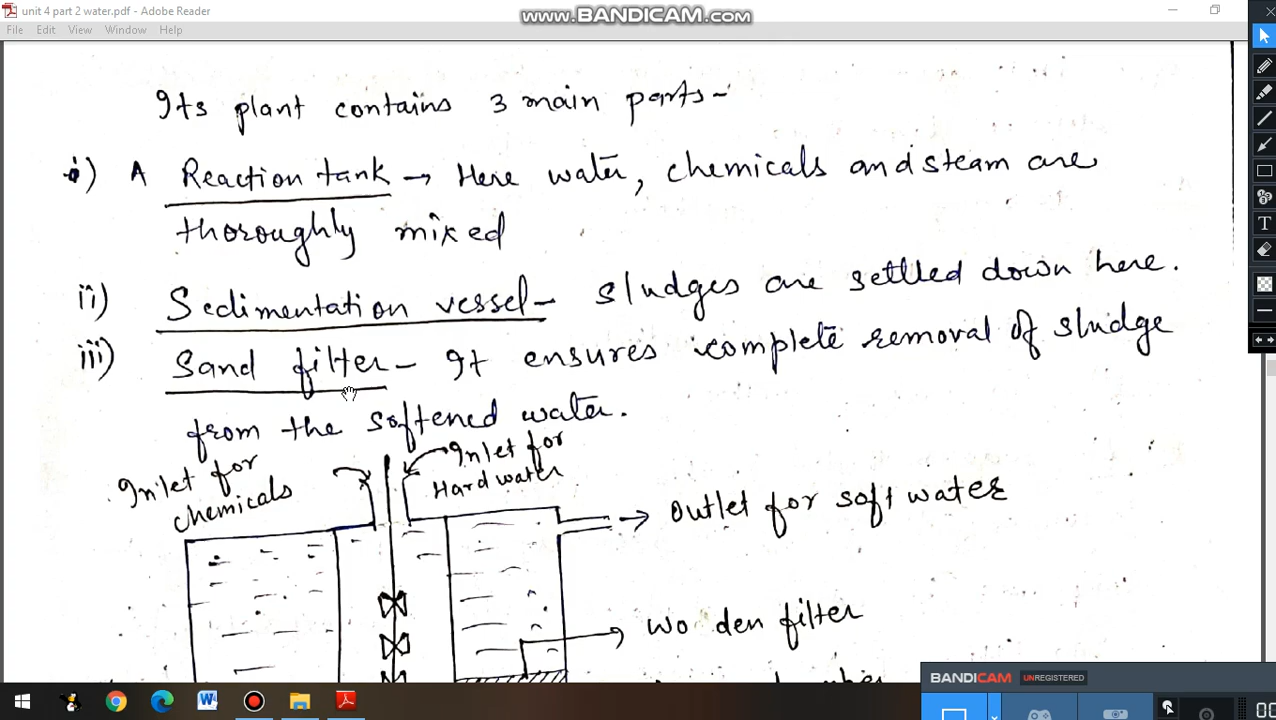 unit 4 part 2 water.pdf - Adobe Reader
www.BANDICAM.com
File Edit View Window Help
Its plant contains 3 main parts-
i) A Reaction tank → Here water, chemicals and steam are
thoroughly mixed
ii) Sedimentation vessel- sludges are settled down here.
iii) Sand filter- It ensures complete removal of sludge
from the softened water.
Inlet for
chemicals
Inlet for
Hard water
→ outlet for soft water
→ wo den filter
BANDICAM UNREGISTERED